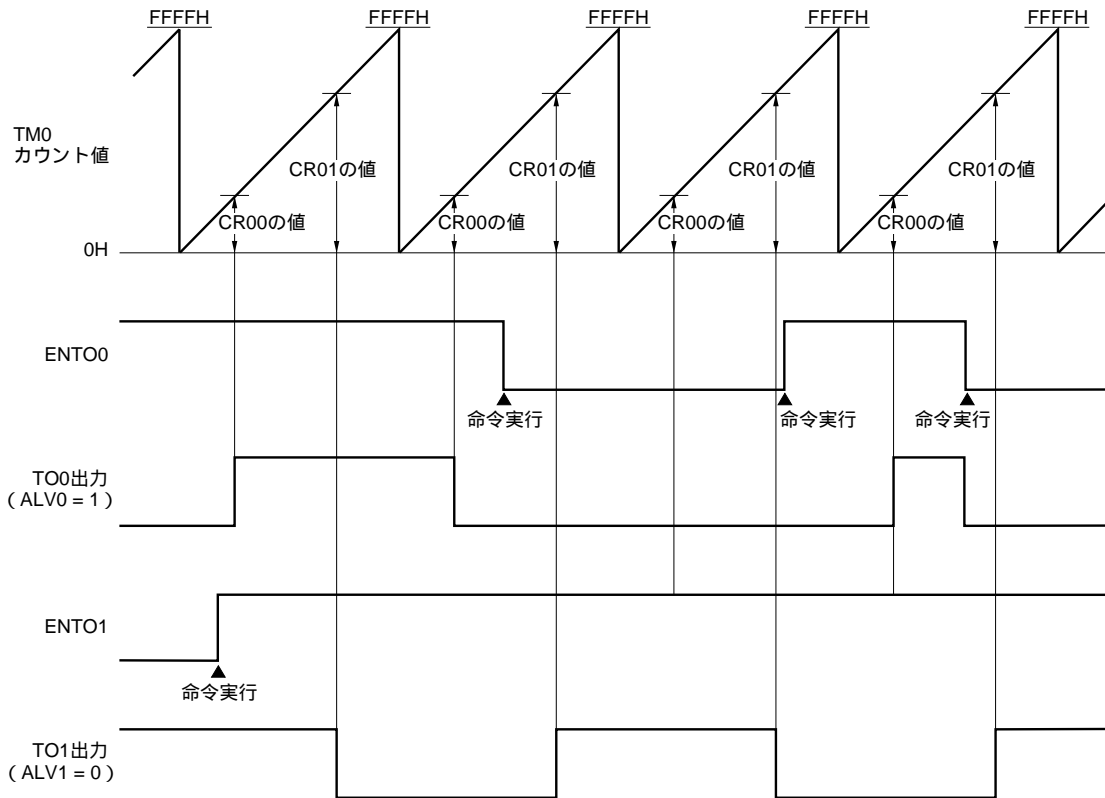 FFFFH FFFFH FFFFH FFFFH FFFFH
TM0
カウント値
CR01の値 CR01の値 CR01の値 CR01の値
CR00の値 CR00の値 CR00の値 CR00の値
0H
ENTO0
命令実行 命令実行 命令実行
TO0出力
(ALV0 = 1)
ENTO1
命令実行
TO1出力
(ALV1 = 0)